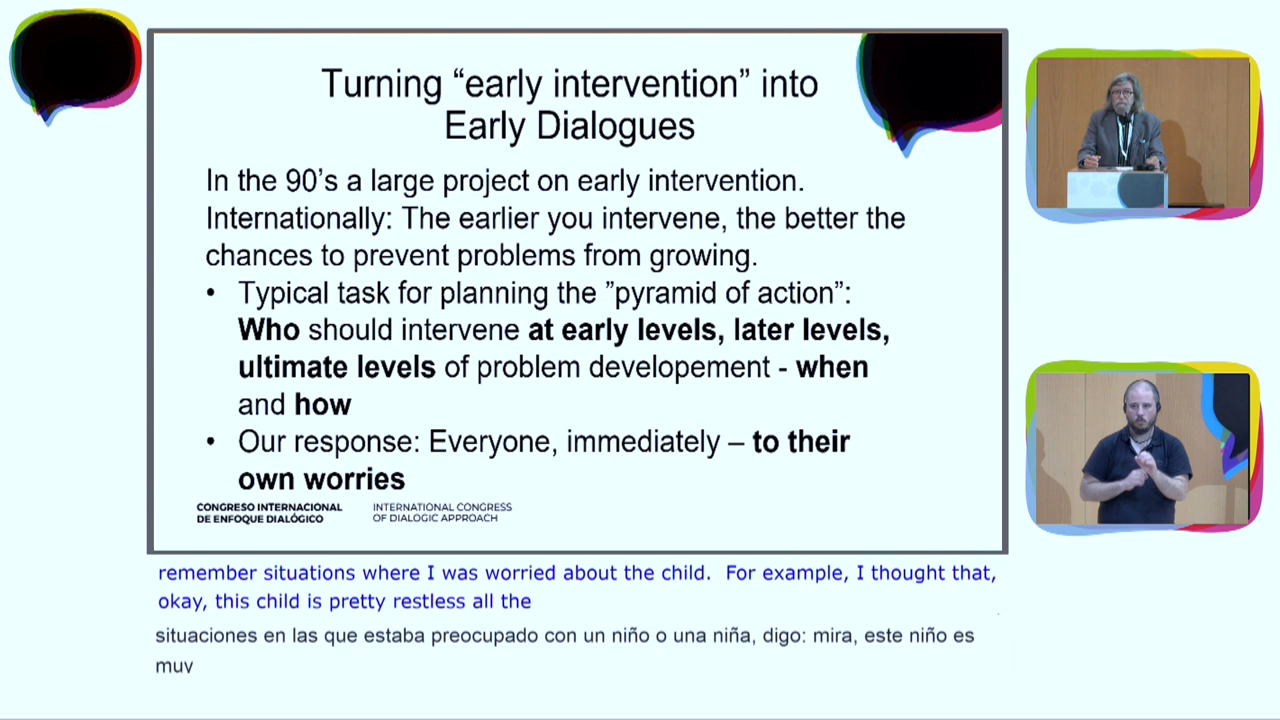 Turning “early intervention” into
Early Dialogues
In the 90’s a large project on early intervention.
Internationally: The earlier you intervene, the better the
chances to prevent problems from growing.
• Typical task for planning the ”pyramid of action”:
Who should intervene at early levels, later levels,
ultimate levels of problem developement - when
and how
• Our response: Everyone, immediately – to their
own worries
CONGRESO INTERNACIONAL
DE ENFOQUE DIALÓGICO
INTERNATIONAL CONGRESS
OF DIALOGIC APPROACH
remember situations where I was worried about the child. For example, I thought that,
okay, this child is pretty restless all the
situaciones en las que estaba preocupado con un niño o una niña, digo: mira, este niño es
muv